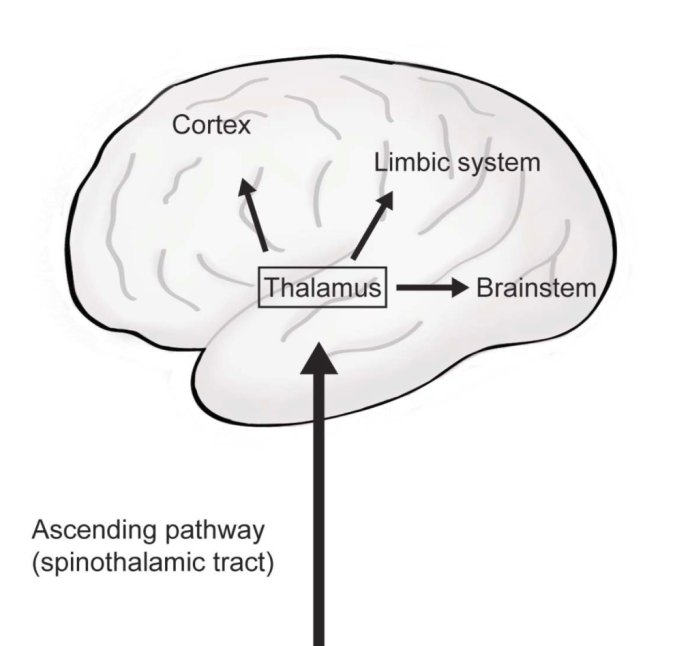 Cortex
Limbic system
Thalamus
Brainstem
Ascending pathway
(spinothalamic tract)